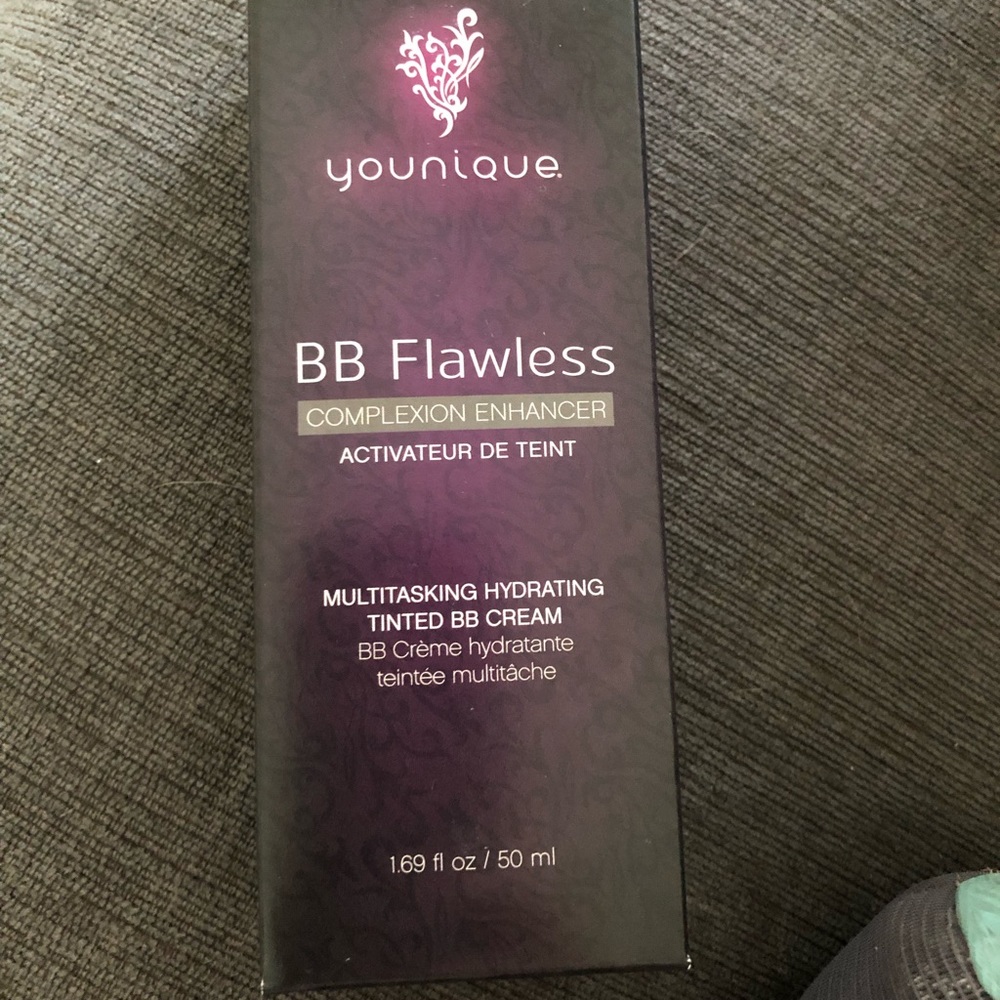 younique.
BB Flawless
COMPLEXION ENHANCER
ACTIVATEUR DE TEINT
MULTITASKING HYDRATING
TINTED BB CREAM
BB Crème hydratante
teintée multitâche
1.69 fl oz / 50 ml